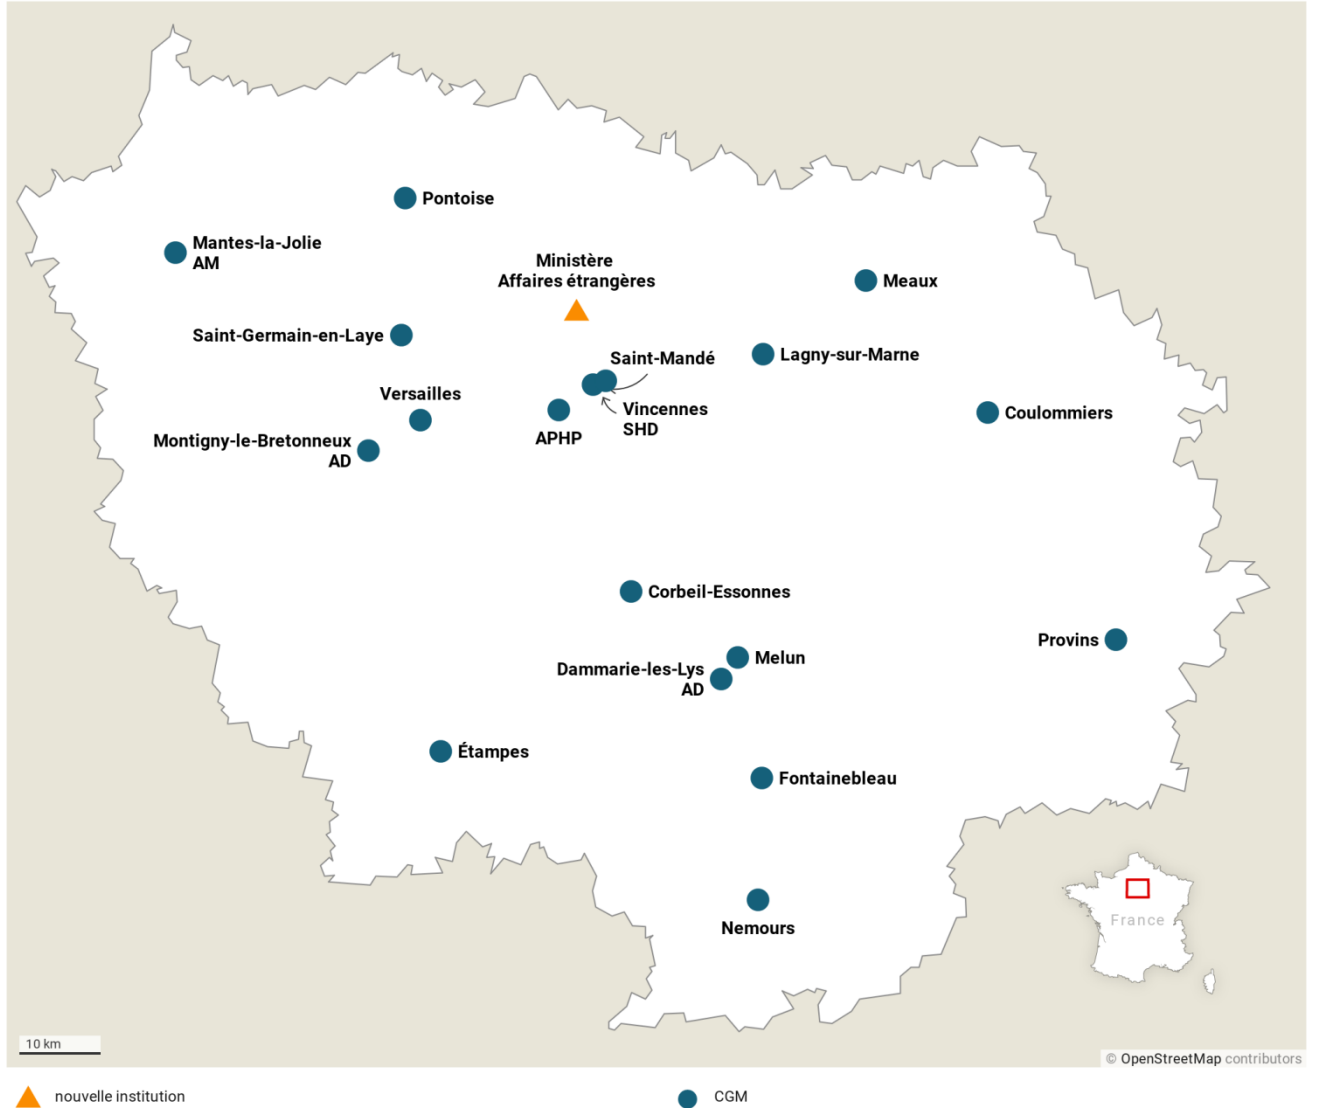 Pontoise
Mantes-la-Jolie
AM
Ministère
Affaires étrangères
Meaux
Saint-Germain-en-Laye
Saint-Mandé
Lagny-sur-Marne
Versailles
Vincennes
SHD
Coulommiers
APHP
Montigny-le-Bretonneux
AD
Corbeil-Essonnes
Provins
Melun
Dammarie-les-Lys
AD
Étampes
Fontainebleau
Nemours
France
10 km
© OpenStreetMap contributors
nouvelle institution
CGM